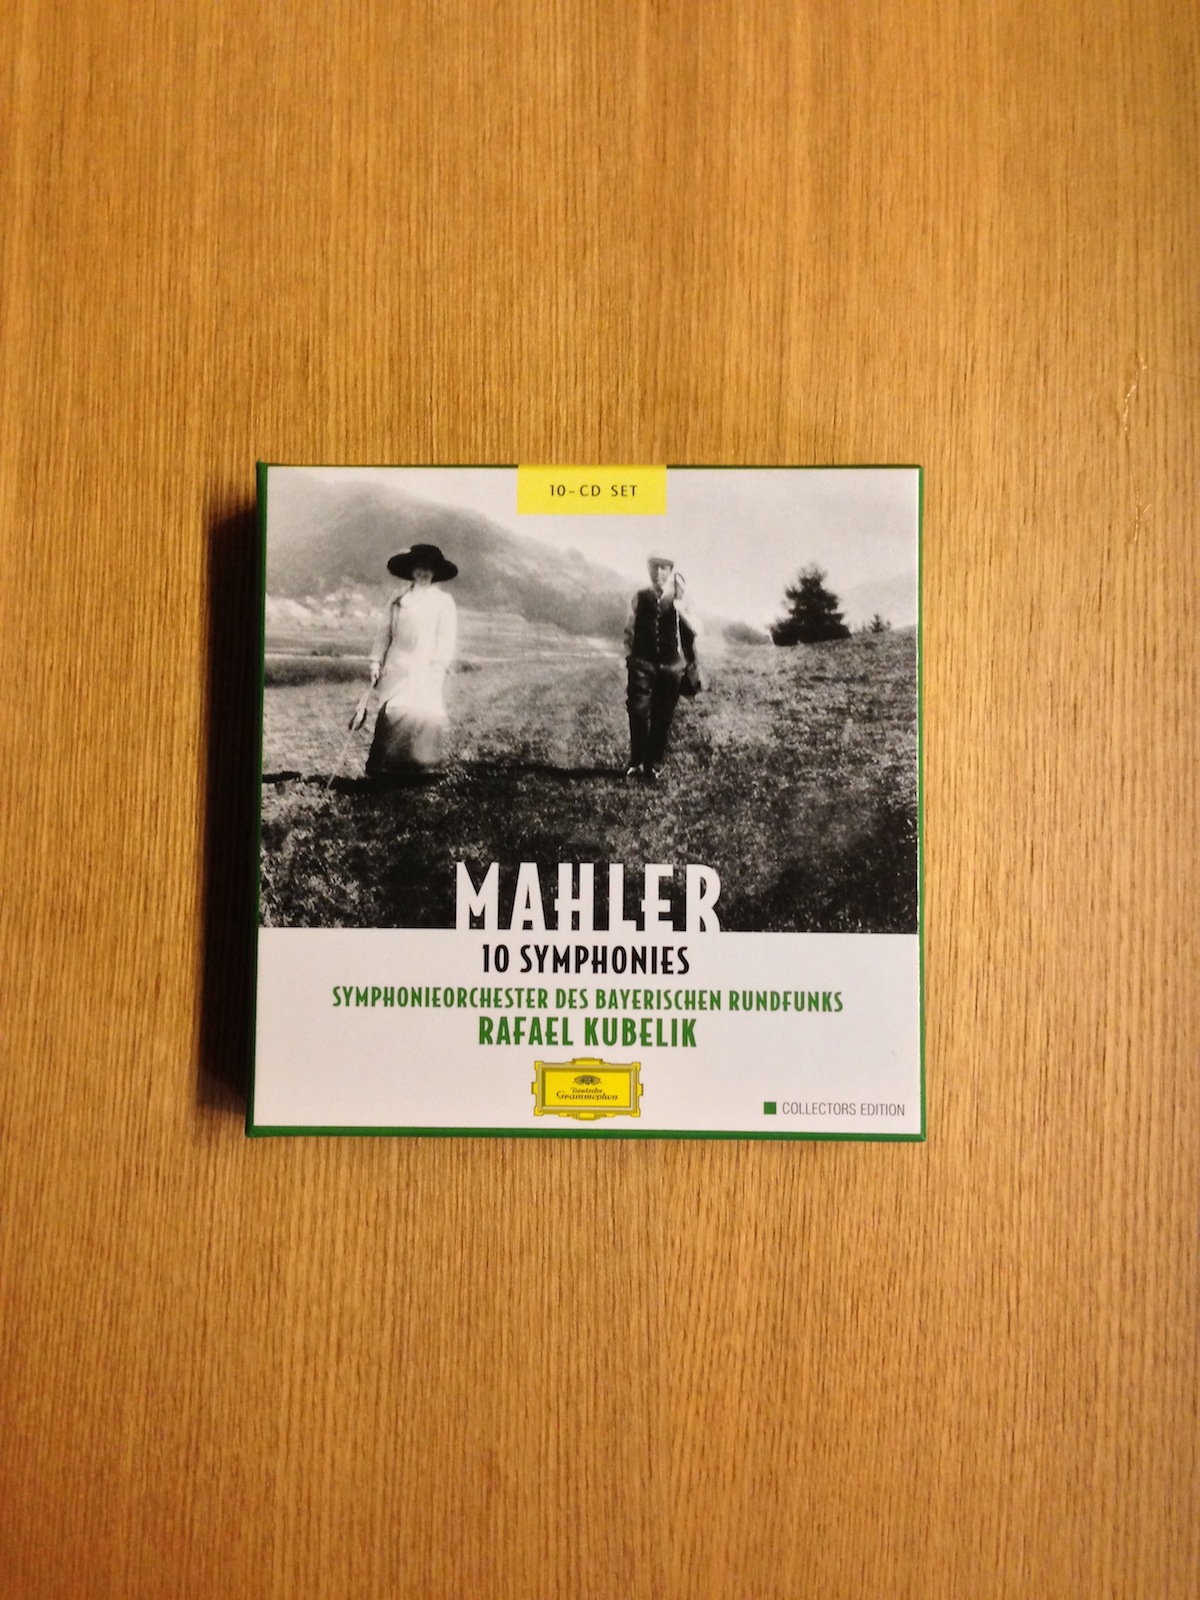 10-CD SET
MAHLER
10 SYMPHONIES
SYMPHONIEORCHESTER DES BAYERISCHEN RUNDFUNKS
RAFAEL KUBELIK
Deutsche
Grammophon
COLLECTORS EDITION